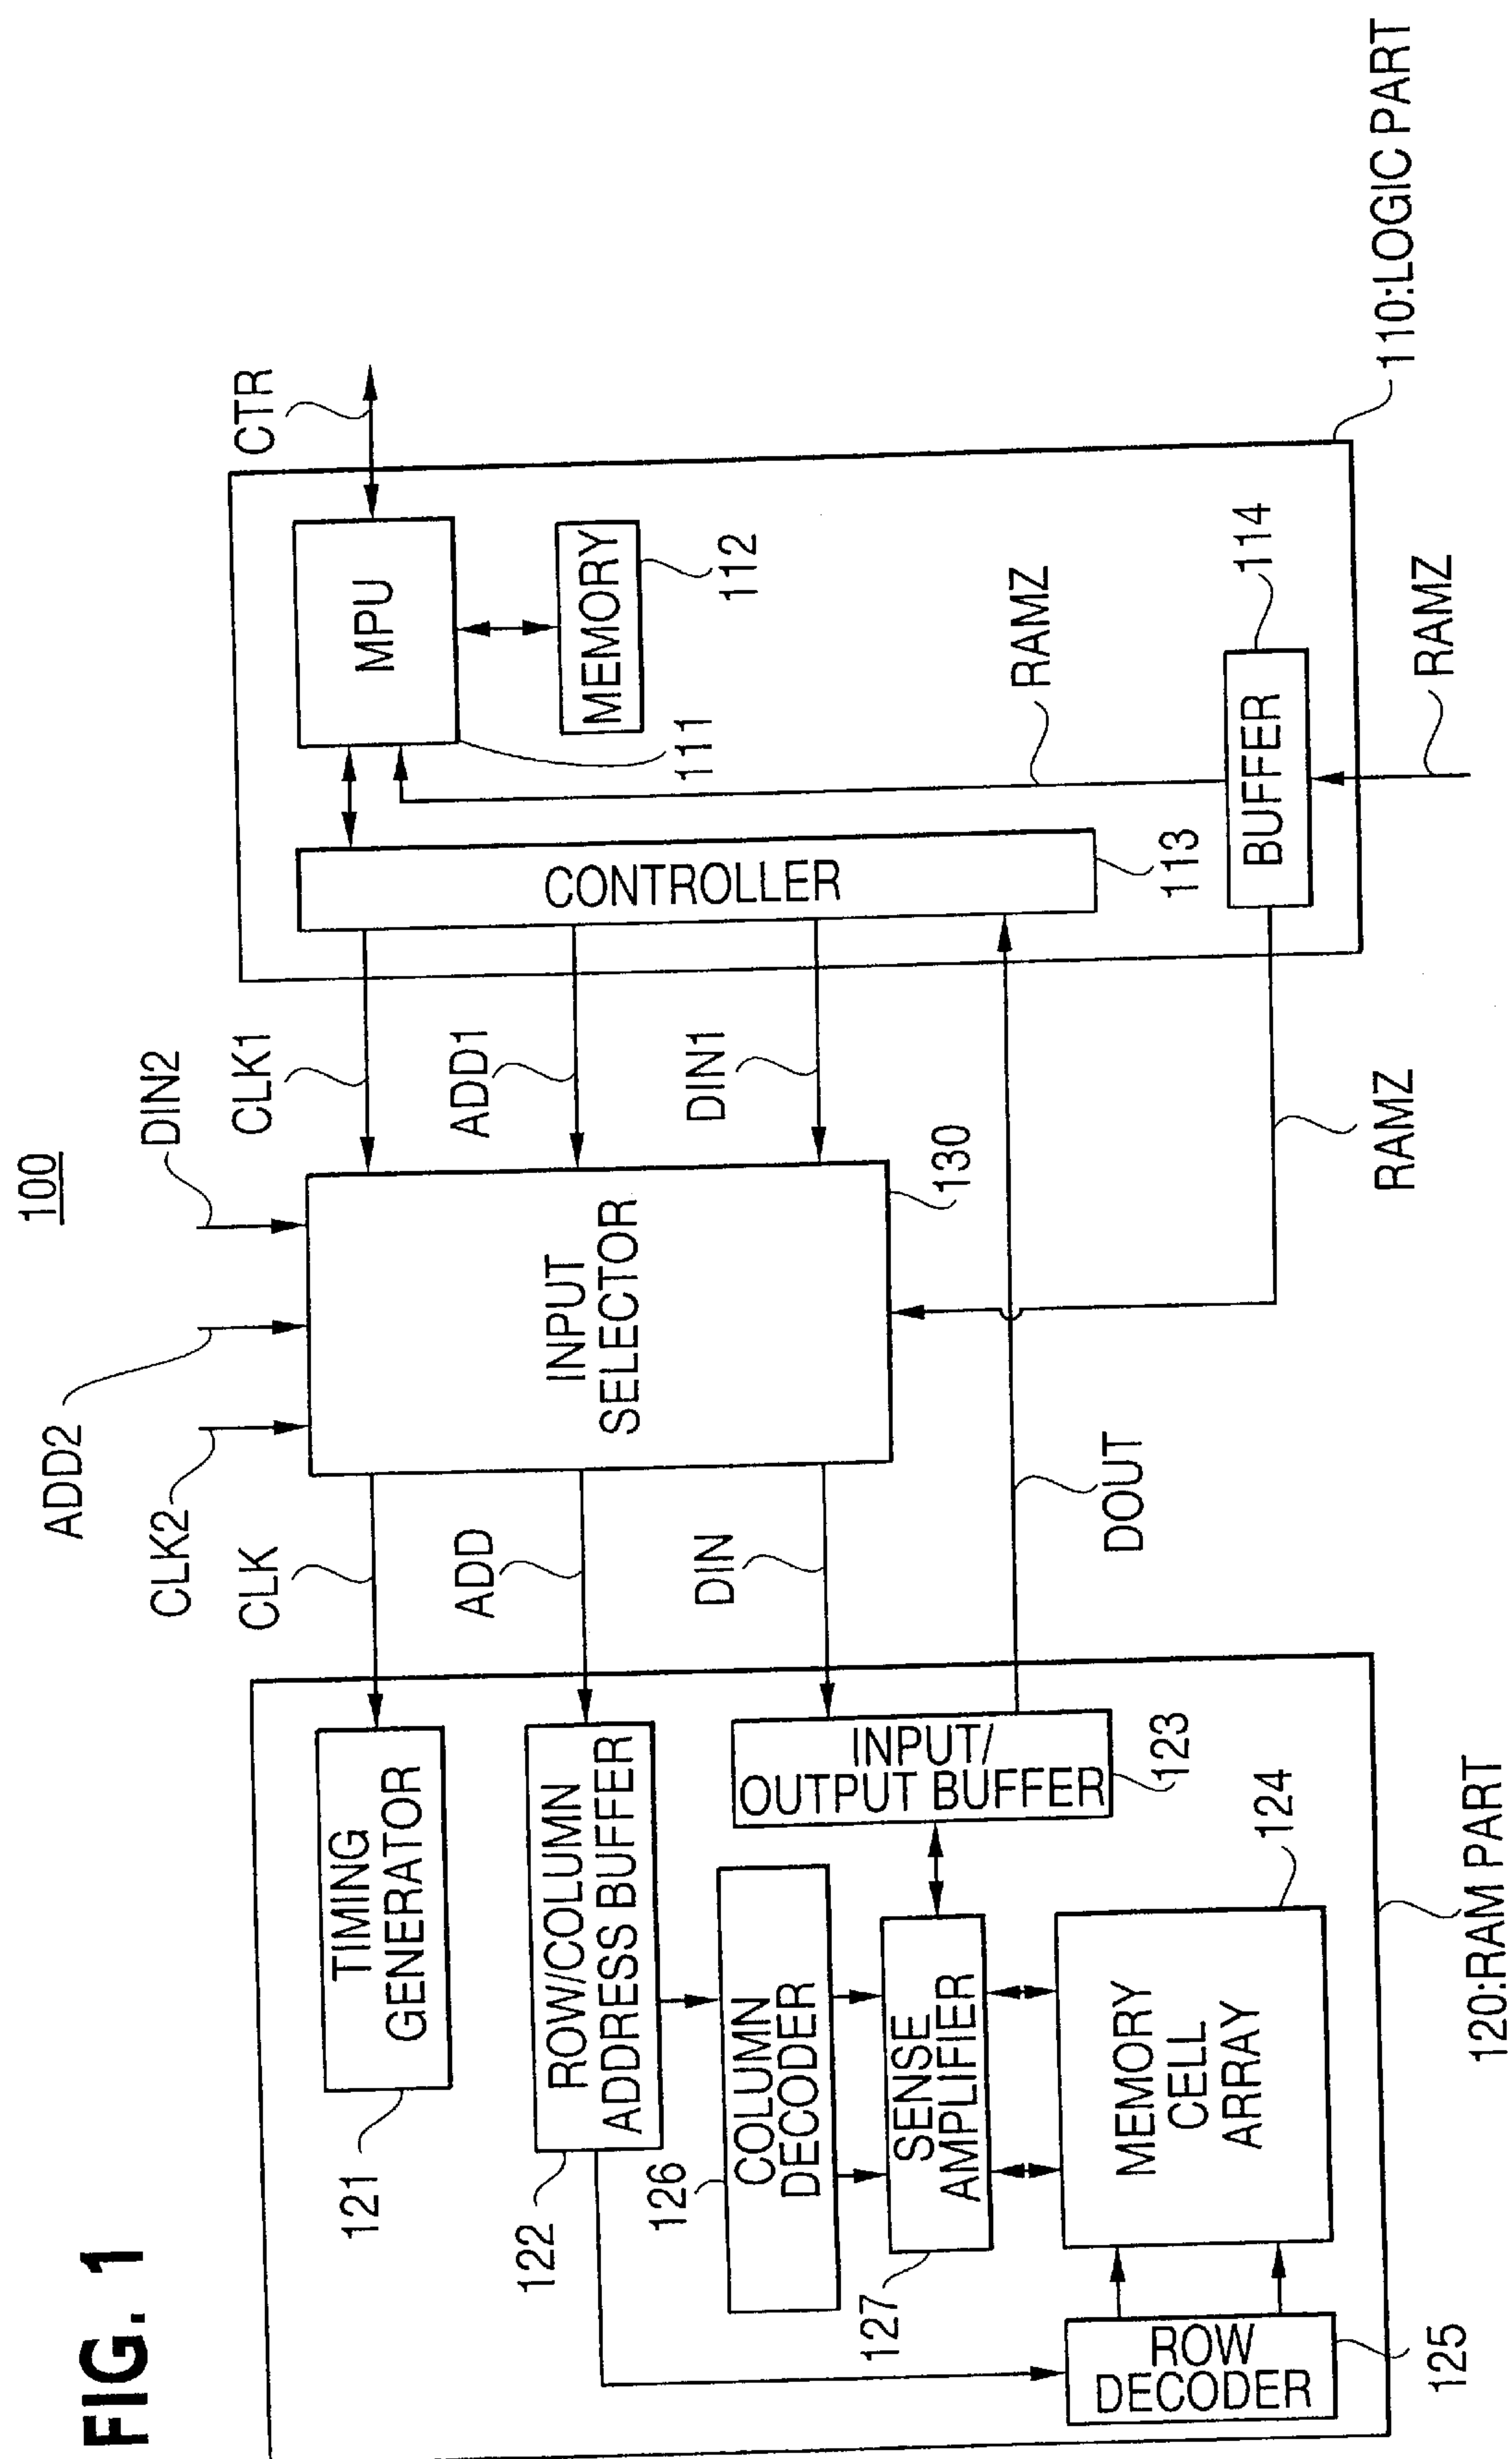 FIG. 1
100
ADD2
DIN2
CLK2
CLK
CLK1
CTR
ADD
ADD1
DIN
DIN1
TIMING
GENERATOR
121
ROW/COLUMN
ADDRESS BUFFER
122
COLUMN
DECODER
126
INPUT/
OUTPUT BUFFER
123
SENSE
AMPLIFIER
127
MEMORY
CELL
ARRAY
124
ROW
DECODER
125
120:RAM PART
INPUT
SELECTOR
130
DOUT
RAMZ
CONTROLLER
113
MPU
111
MEMORY
112
RAMZ
BUFFER
114
RAMZ
110:LOGIC PART